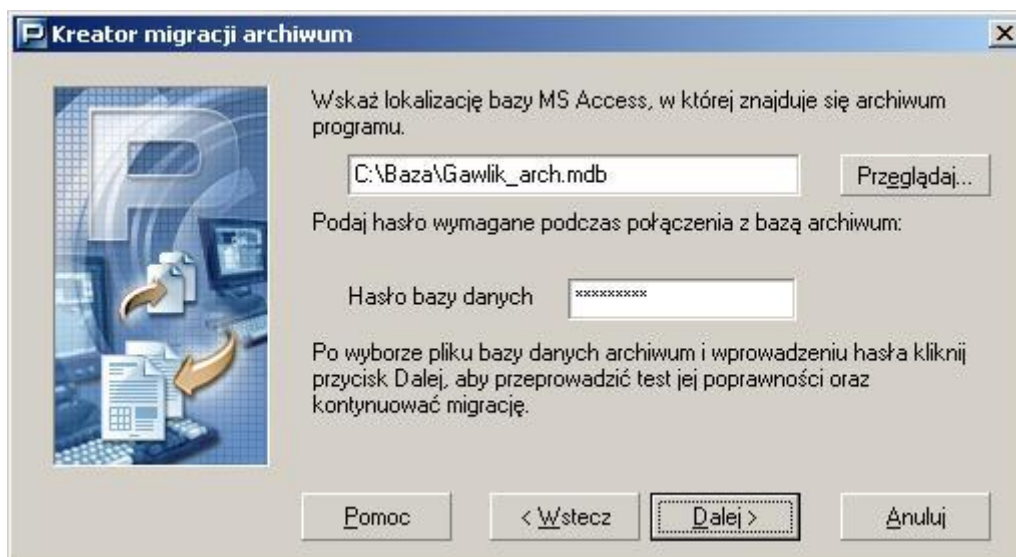 Kreator migracji archiwum
Wskaż lokalizację bazy MS Access, w której znajduje się archiwum
programu.
C:\Baza\Gawlik_arch.mdb
Przeglądaj...
Podaj hasło wymagane podczas połączenia z bazą archiwum:
Hasło bazy danych
*********
Po wyborze pliku bazy danych archiwum i wprowadzeniu hasła kliknij
przycisk Dalej, aby przeprowadzić test jej poprawności oraz
kontynuować migrację.
Pomoc
< Wstecz
Dalej >
Anuluj